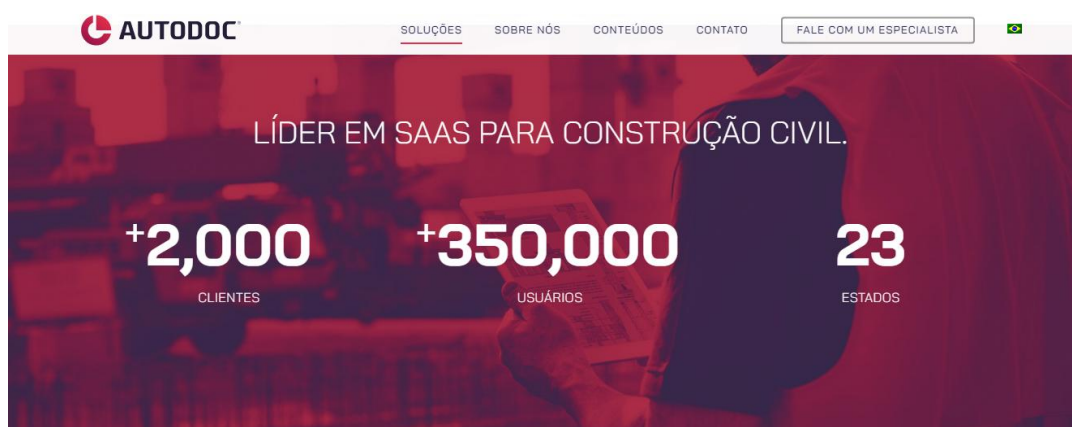 AUTODOC
SOLUÇÕES SOBRE NÓS CONTEÚDOS CONTATO FALE COM UM ESPECIALISTA
LÍDER EM SAAS PARA CONSTRUÇÃO CIVIL.
+2,000 +350,000 23
CLIENTES USUÁRIOS ESTADOS